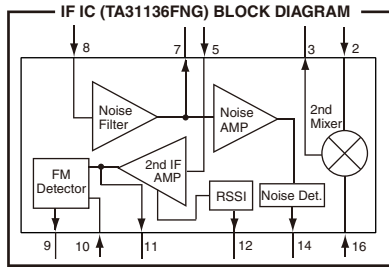 IF IC (TA31136FNG) BLOCK DIAGRAM
8 7 5 3 2
Noise
Filter
Noise
AMP
2nd
Mixer
FM
Detector
2nd IF
AMP
RSSI
Noise Det.
9 10 11 12 14 16